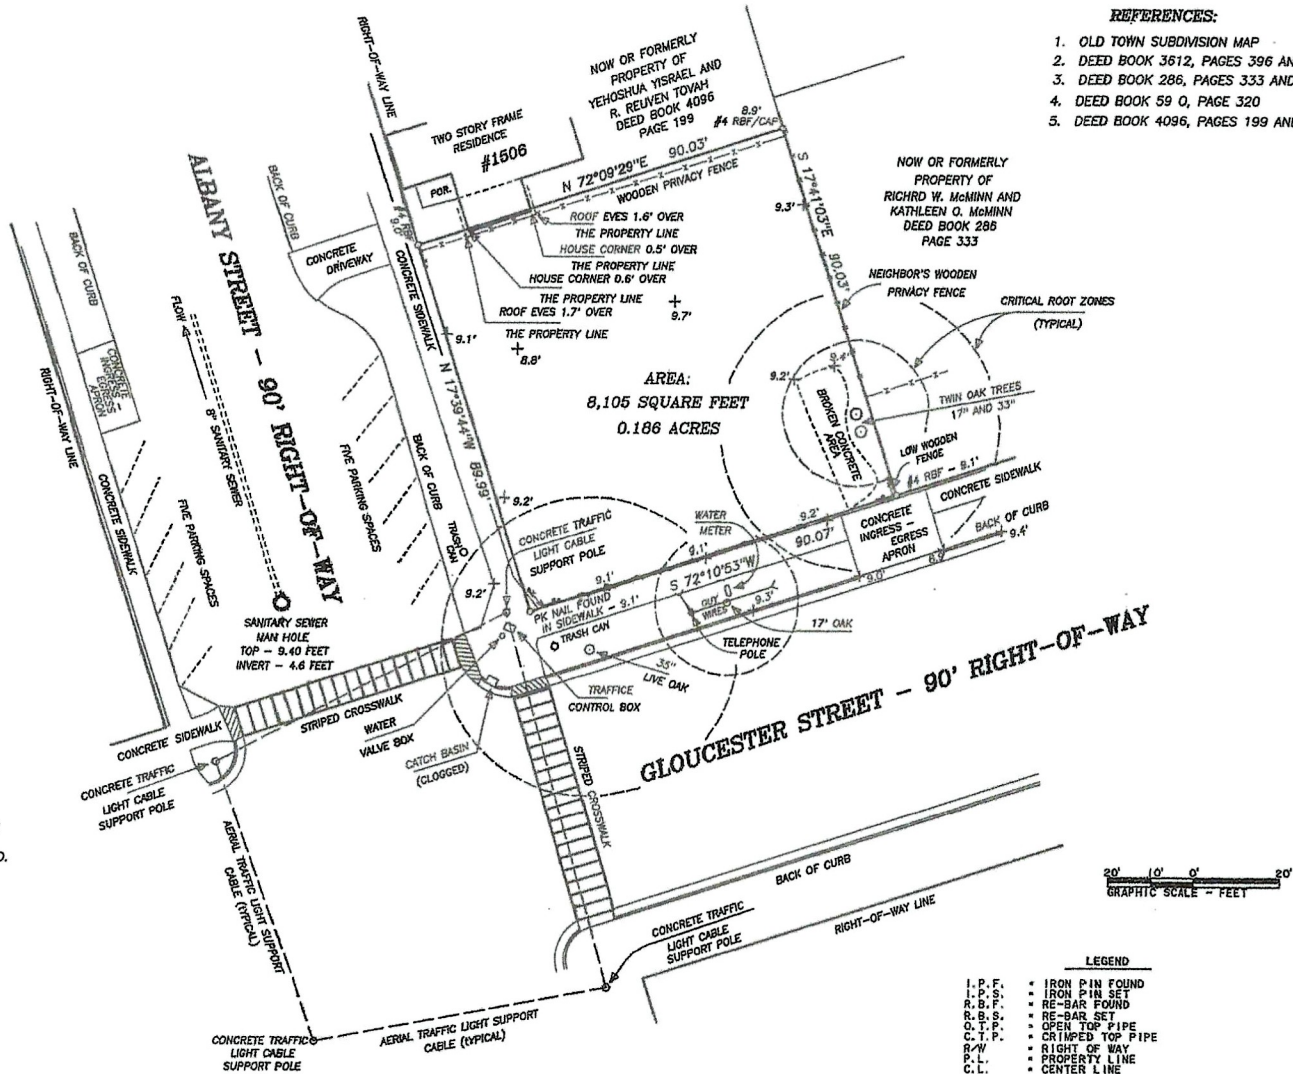 REFERENCES:
1. OLD TOWN SUBDIVISION MAP
2. DEED BOOK 3612, PAGES 396 AN
3. DEED BOOK 286, PAGES 333 AND
4. DEED BOOK 59 O, PAGE 320
5. DEED BOOK 4096, PAGES 199 AN
RIGHT-OF-WAY LINE
NOW OR FORMERLY
PROPERTY OF
YEHOSHUA YISRAEL AND
R. REUVEN TOVAH
DEED BOOK 4096
PAGE 199
8.9'
#4 RBF/CAP
TWO STORY FRAME
RESIDENCE
#1506
POR.
N 72°09'29"E 90.03'
WOODEN PRIVACY FENCE
#4 RBF
9.0'
S 17°41'03"E 90.03'
9.3'
NOW OR FORMERLY
PROPERTY OF
RICHRD W. McMINN AND
KATHLEEN O. McMINN
DEED BOOK 286
PAGE 333
ROOF EVES 1.6' OVER
THE PROPERTY LINE
HOUSE CORNER 0.5' OVER
THE PROPERTY LINE
HOUSE CORNER 0.6' OVER
THE PROPERTY LINE
ROOF EVES 1.7' OVER
THE PROPERTY LINE
9.7'
8.8'
9.1'
NEIGHBOR'S WOODEN
PRIVACY FENCE
CRITICAL ROOT ZONES
(TYPICAL)
ALBANY STREET - 90' RIGHT-OF-WAY
BACK OF CURB
BACK OF CURB
CONCRETE
DRIVEWAY
CONCRETE SIDEWALK
N 17°39'44"W 89.99'
FLOW
8" SANITARY SEWER
CONCRETE
INGRESS -
EGRESS
APRON
RIGHT-OF-WAY LINE
CONCRETE SIDEWALK
FIVE PARKING SPACES
FIVE PARKING SPACES
BACK OF CURB
TRASH
CAN
AREA:
8,105 SQUARE FEET
0.186 ACRES
9.2'
9.4'
BROKEN CONCRETE
AREA
TWIN OAK TREES
17" AND 33"
LOW WOODEN
FENCE
#4 RBF - 9.1'
CONCRETE SIDEWALK
9.2'
CONCRETE TRAFFIC
LIGHT CABLE
SUPPORT POLE
WATER
METER
9.2'
90.07'
CONCRETE
INGRESS -
EGRESS
APRON
BACK OF CURB
9.4'
9.1'
9.1'
S 72°10'53"W
9.0'
9.2'
PK NAIL FOUND
IN SIDEWALK - 9.1'
GUY
WIRES
9.3'
17' OAK
TRASH CAN
TELEPHONE
POLE
35"
LIVE OAK
SANITARY SEWER
MAN HOLE
TOP - 9.40 FEET
INVERT - 4.6 FEET
STRIPED CROSSWALK
WATER
VALVE BOX
CATCH BASIN
(CLOGGED)
TRAFFICE
CONTROL BOX
GLOUCESTER STREET - 90' RIGHT-OF-WAY
CONCRETE SIDEWALK
CONCRETE TRAFFIC
LIGHT CABLE
SUPPORT POLE
STRIPED CROSSWALK
AERIAL TRAFFIC LIGHT SUPPORT
CABLE (TYPICAL)
BACK OF CURB
RIGHT-OF-WAY LINE
CONCRETE TRAFFIC
LIGHT CABLE
SUPPORT POLE
AERIAL TRAFFIC LIGHT SUPPORT
CABLE (TYPICAL)
CONCRETE TRAFFIC
LIGHT CABLE
SUPPORT POLE
20' 10' 0' 20'
GRAPHIC SCALE - FEET
LEGEND
I.P.F. = IRON PIN FOUND
I.P.S. = IRON PIN SET
R.B.F. = RE-BAR FOUND
R.B.S. = RE-BAR SET
O.T.P. = OPEN TOP PIPE
C.T.P. = CRIMPED TOP PIPE
R/W = RIGHT OF WAY
P.L. = PROPERTY LINE
C.L. = CENTER LINE